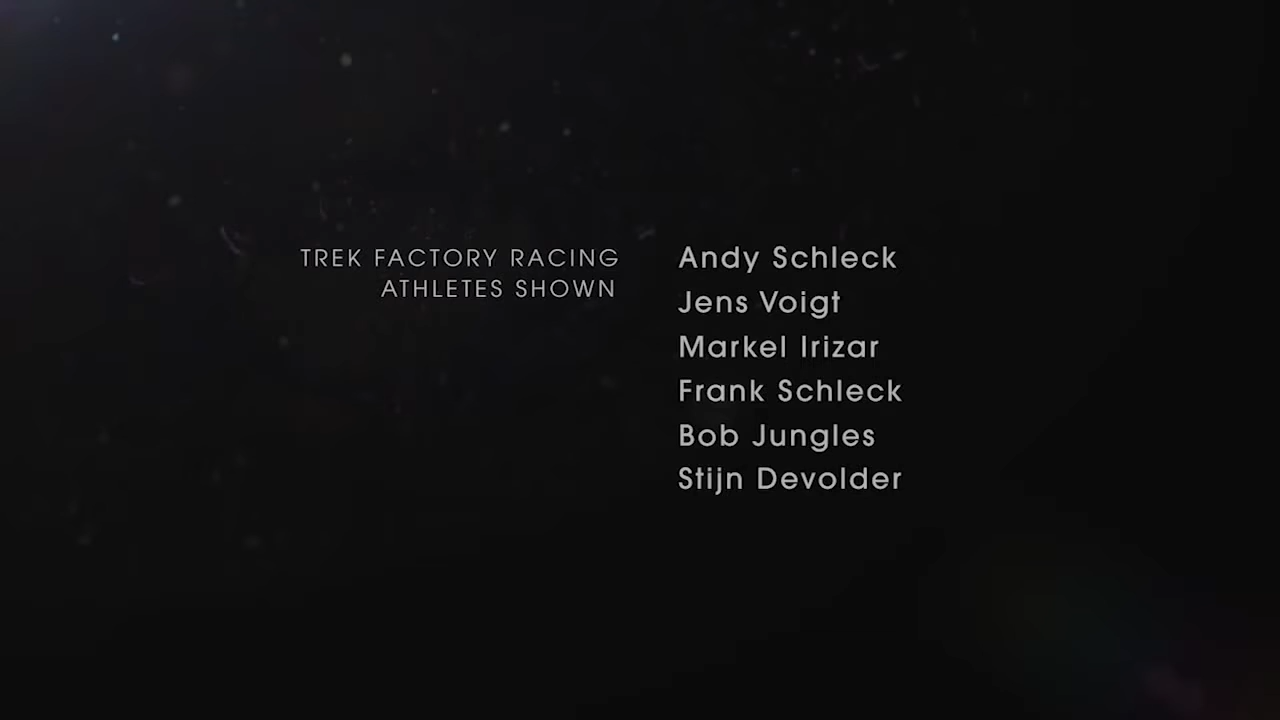 TREK FACTORY RACING
ATHLETES SHOWN
Andy Schleck
Jens Voigt
Markel Irizar
Frank Schleck
Bob Jungles
Stijn Devolder